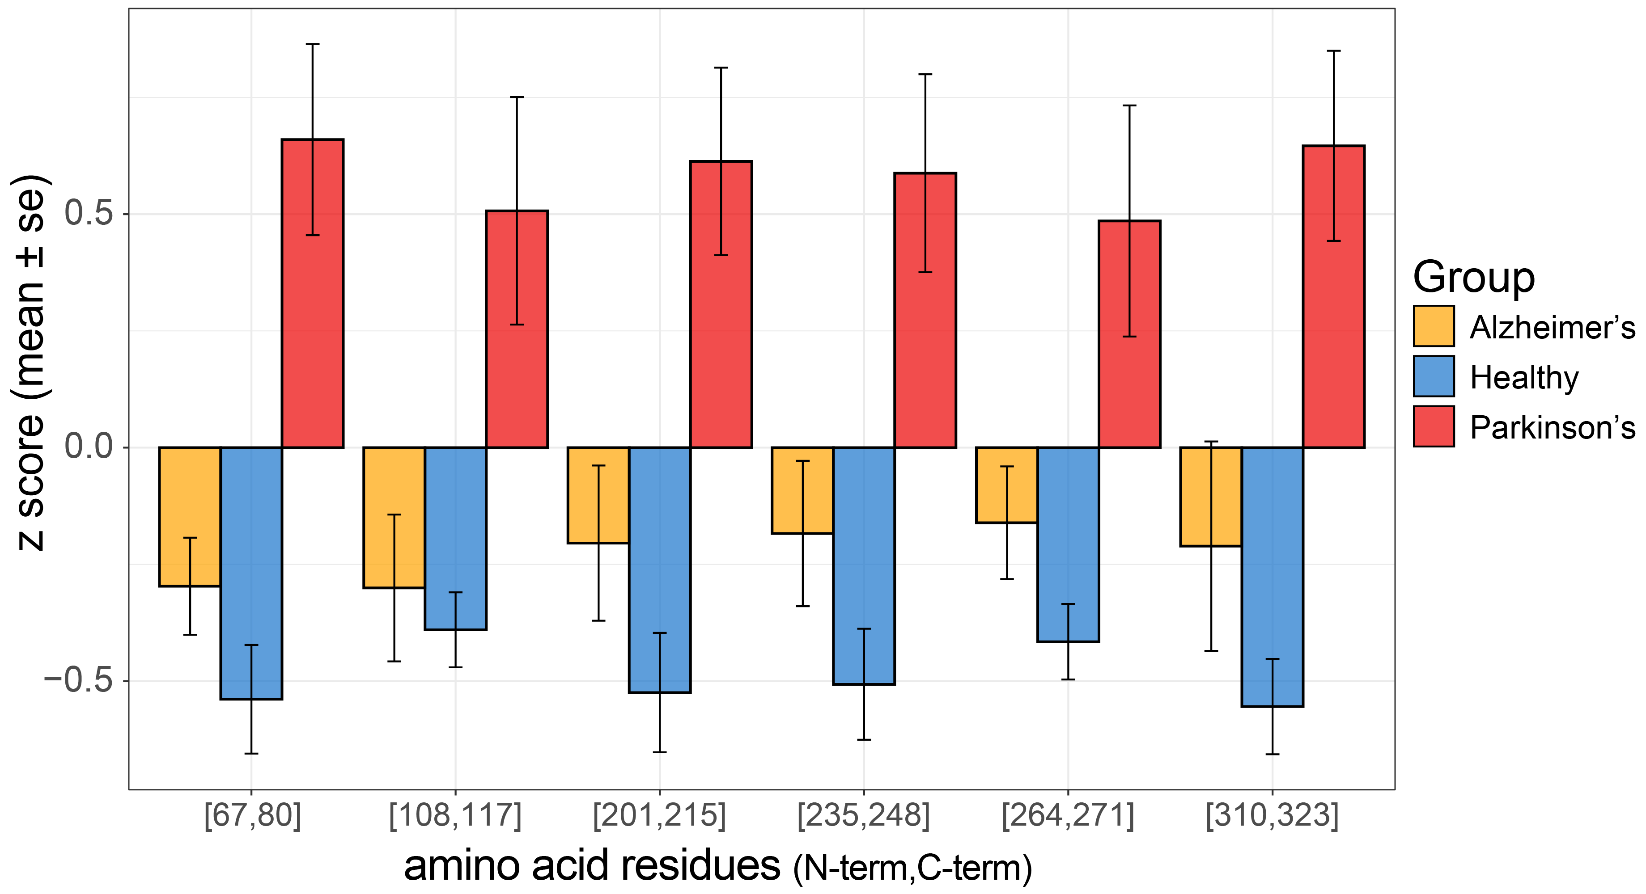 z score (mean ± se)
0.5
0.0
−0.5
[67,80] [108,117] [201,215] [235,248] [264,271] [310,323]
amino acid residues (N-term,C-term)
Group
Alzheimer’s
Healthy
Parkinson’s